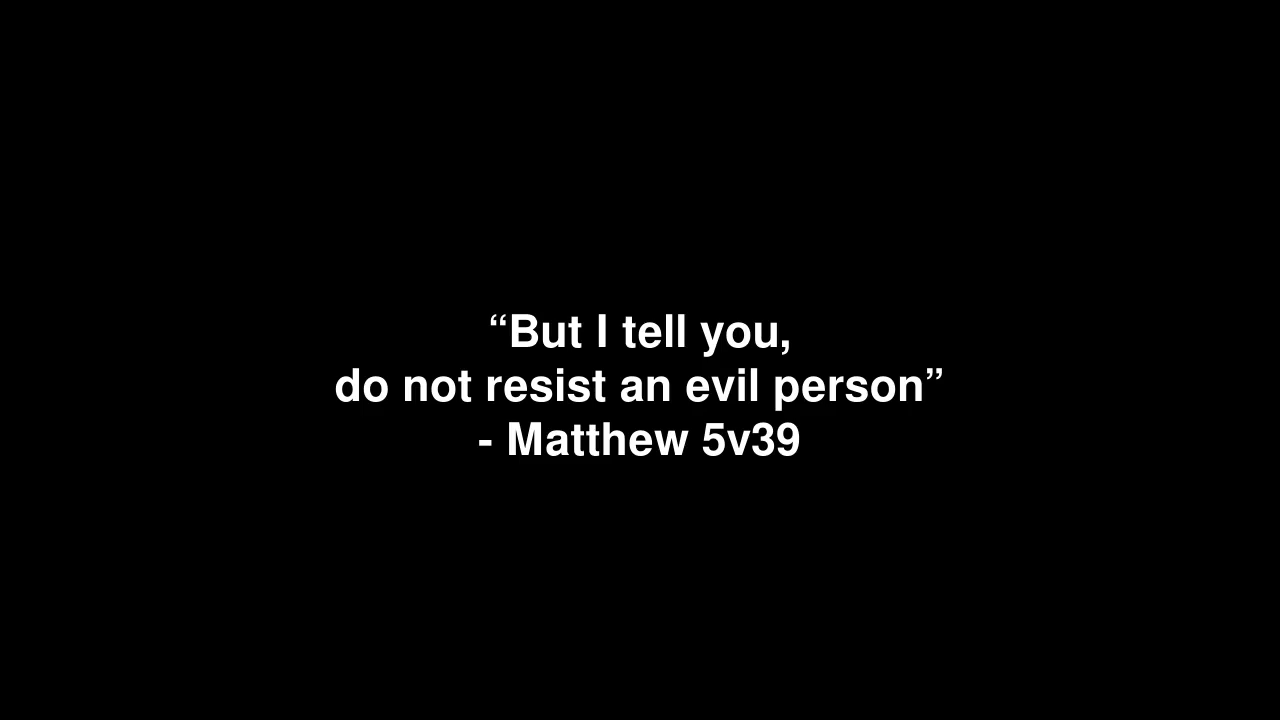 “But I tell you,
do not resist an evil person”
- Matthew 5v39